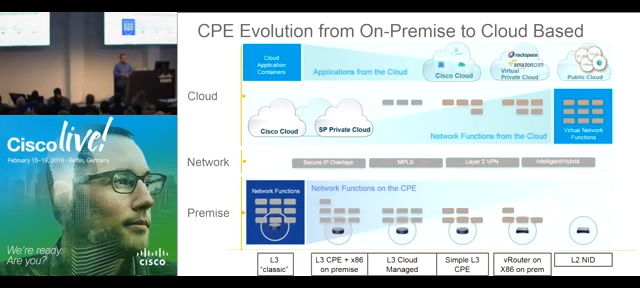 CPE Evolution from On-Premise to Cloud Based
Cloud
Application
Containers
Applications from the Cloud
Cisco Cloud
rackspace
amazon.com
Virtual
Private Cloud
Public Cloud
Cloud
Cisco Cloud
SP Private Cloud
Network Functions from the Cloud
Virtual Network
Functions
Network
Secure IP Overlays
MPLS
Layer 2 VPN
Intelligent/Hybrid
Premise
Network Functions
Network Functions on the CPE
L3
"classic"
L3 CPE + x86
on premise
L3 Cloud
Managed
Simple L3
CPE
vRouter on
X86 on prem
L2 NID
Cisco live!
February 15-19, 2016 • Berlin, Germany
We're ready.
Are you?
CISCO